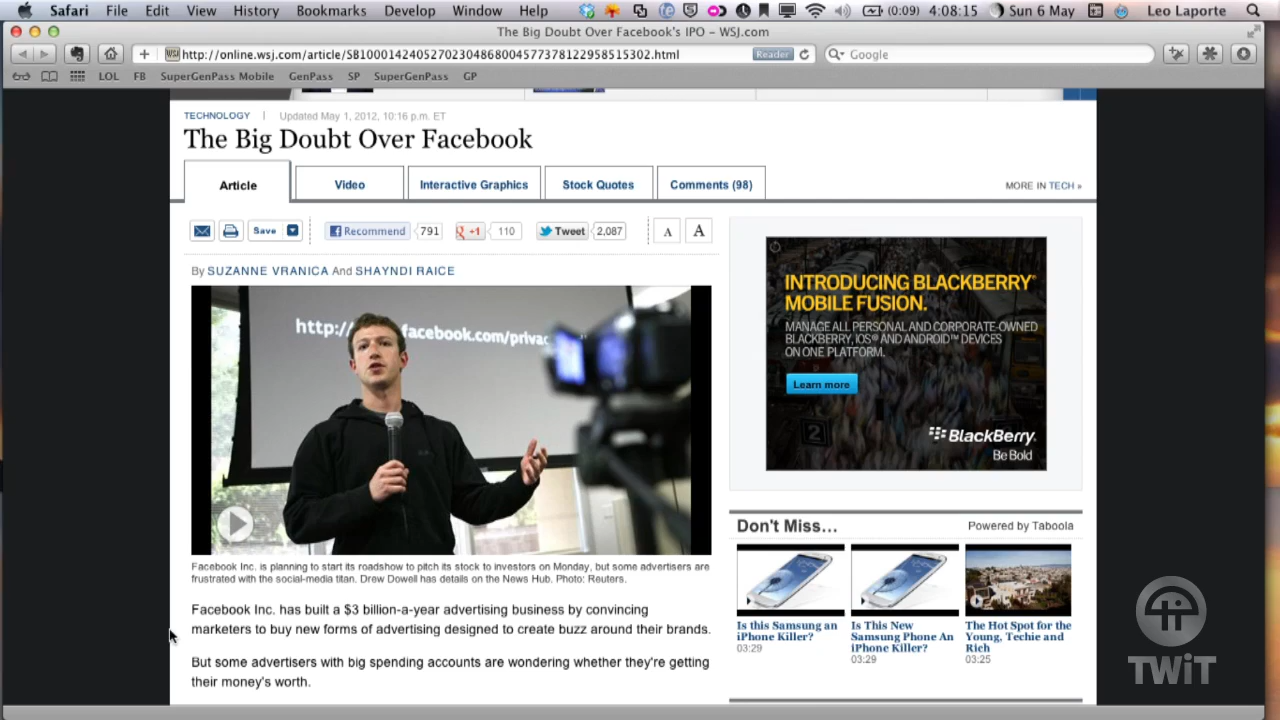 Safari File Edit View History Bookmarks Develop Window Help (0:09) 4:08:15 Sun 6 May Leo Laporte
The Big Doubt Over Facebook's IPO – WSJ.com
WSJ http://online.wsj.com/article/SB10001424052702304868004577378122958515302.html Reader Google
LOL FB SuperGenPass Mobile GenPass SP SuperGenPass GP
TECHNOLOGY | Updated May 1, 2012, 10:16 p.m. ET
The Big Doubt Over Facebook
Article Video Interactive Graphics Stock Quotes Comments (98) MORE IN TECH »
Save Recommend 791 +1 110 Tweet 2,087 A A
By SUZANNE VRANICA And SHAYNDI RAICE
http:// facebook.com/privac
Facebook Inc. is planning to start its roadshow to pitch its stock to investors on Monday, but some advertisers are
frustrated with the social-media titan. Drew Dowell has details on the News Hub. Photo: Reuters.
Facebook Inc. has built a $3 billion-a-year advertising business by convincing
marketers to buy new forms of advertising designed to create buzz around their brands.
But some advertisers with big spending accounts are wondering whether they're getting
their money's worth.
INTRODUCING BLACKBERRY®
MOBILE FUSION.
MANAGE ALL PERSONAL AND CORPORATE-OWNED
BLACKBERRY, IOS® AND ANDROID™ DEVICES
ON ONE PLATFORM.
Learn more
2
BlackBerry.
Be Bold
Don't Miss... Powered by Taboola
Is this Samsung an
iPhone Killer?
03:29
Is This New
Samsung Phone An
iPhone Killer?
03:29
The Hot Spot for the
Young, Techie and
Rich
03:25
TWiT